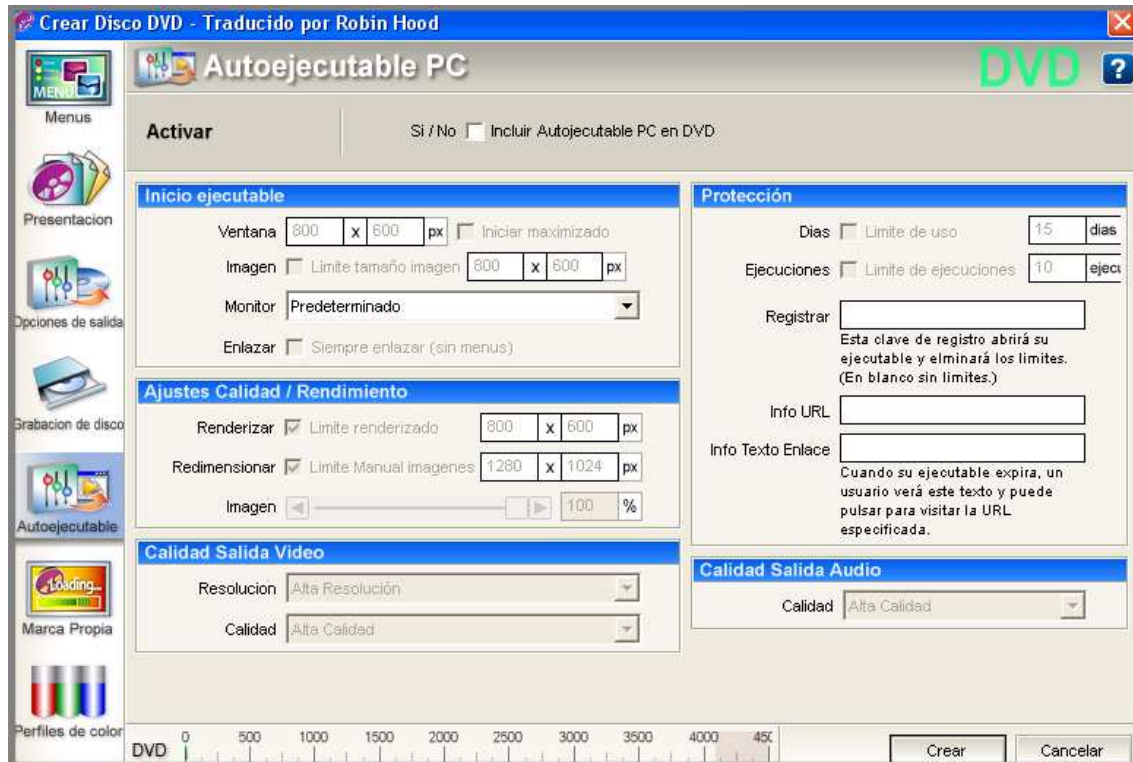 Crear Disco DVD - Traducido por Robin Hood
MENU
Menus
Presentacion
Opciones de salida
Grabacion de disco
Autoejecutable
Loading...
Marca Propia
Perfiles de color
Autoejecutable PC
DVD
?
Activar
Si / No Incluir Autojecutable PC en DVD
Inicio ejecutable
Ventana 800 x 600 px Iniciar maximizado
Imagen Limite tamaño imagen 800 x 600 px
Monitor Predeterminado
Enlazar Siempre enlazar (sin menus)
Ajustes Calidad / Rendimiento
Renderizar Limite renderizado 800 x 600 px
Redimensionar Limite Manual imagenes 1280 x 1024 px
Imagen 100 %
Calidad Salida Video
Resolucion Alta Resolución
Calidad Alta Calidad
Protección
Dias Limite de uso 15 dias
Ejecuciones Limite de ejecuciones 10 ejecu
Registrar
Esta clave de registro abrirá su
ejecutable y elminará los limites.
(En blanco sin limites.)
Info URL
Info Texto Enlace
Cuando su ejecutable expira, un
usuario verá este texto y puede
pulsar para visitar la URL
especificada.
Calidad Salida Audio
Calidad Alta Calidad
DVD 0 500 1000 1500 2000 2500 3000 3500 4000 450
Crear Cancelar